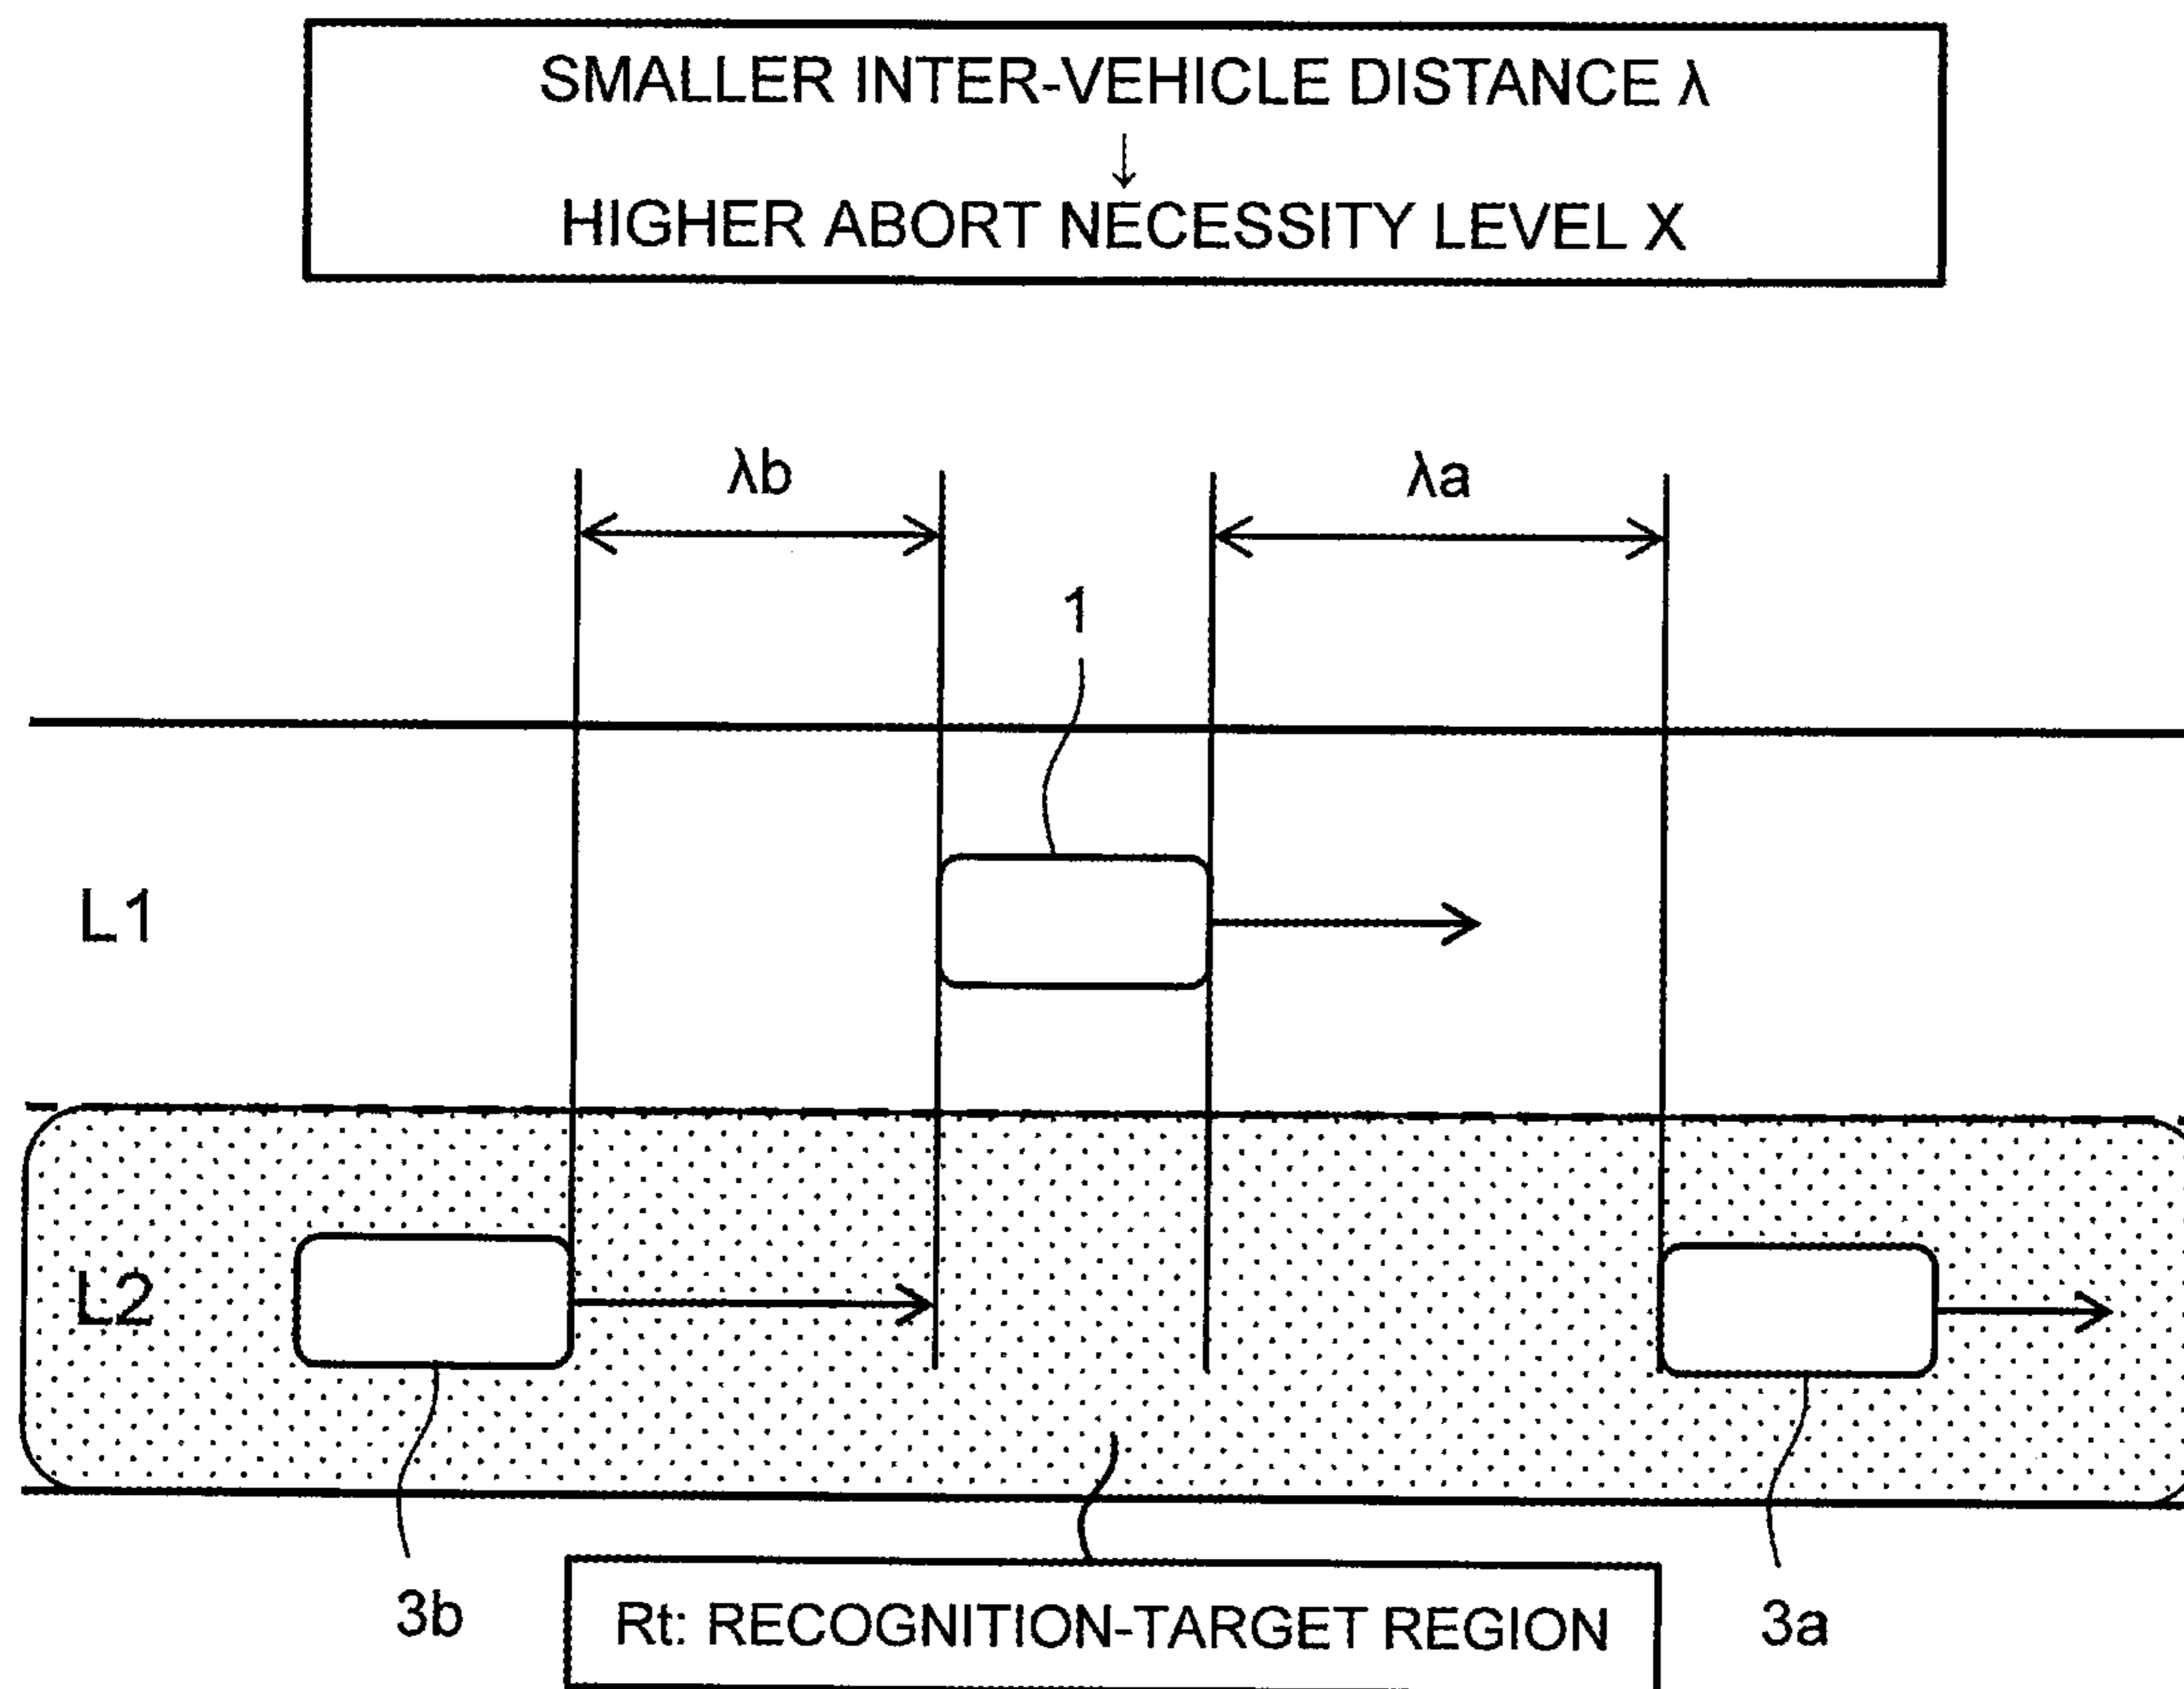 SMALLER INTER-VEHICLE DISTANCE λ
↓
HIGHER ABORT NECESSITY LEVEL X
λb
λa
1
L1
L2
3b
Rt: RECOGNITION-TARGET REGION
3a